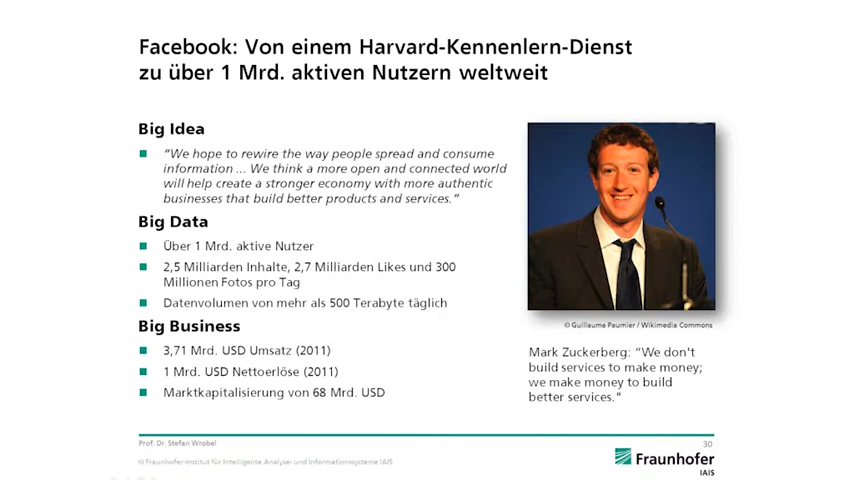 Facebook: Von einem Harvard-Kennenlern-Dienst
zu über 1 Mrd. aktiven Nutzern weltweit
Big Idea
“We hope to rewire the way people spread and consume
information ... We think a more open and connected world
will help create a stronger economy with more authentic
businesses that build better products and services.”
Big Data
Über 1 Mrd. aktive Nutzer
2,5 Milliarden Inhalte, 2,7 Milliarden Likes und 300
Millionen Fotos pro Tag
Datenvolumen von mehr als 500 Terabyte täglich
Big Business
3,71 Mrd. USD Umsatz (2011)
1 Mrd. USD Nettoerlöse (2011)
Marktkapitalisierung von 68 Mrd. USD
© Guillaume Paumier / Wikimedia Commons
Mark Zuckerberg: “We don't
build services to make money;
we make money to build
better services."
Prof. Dr. Stefan Wrobel
30
© Fraunhofer-Institut für Intelligente Analyse- und Informationssysteme IAIS
Fraunhofer
IAIS